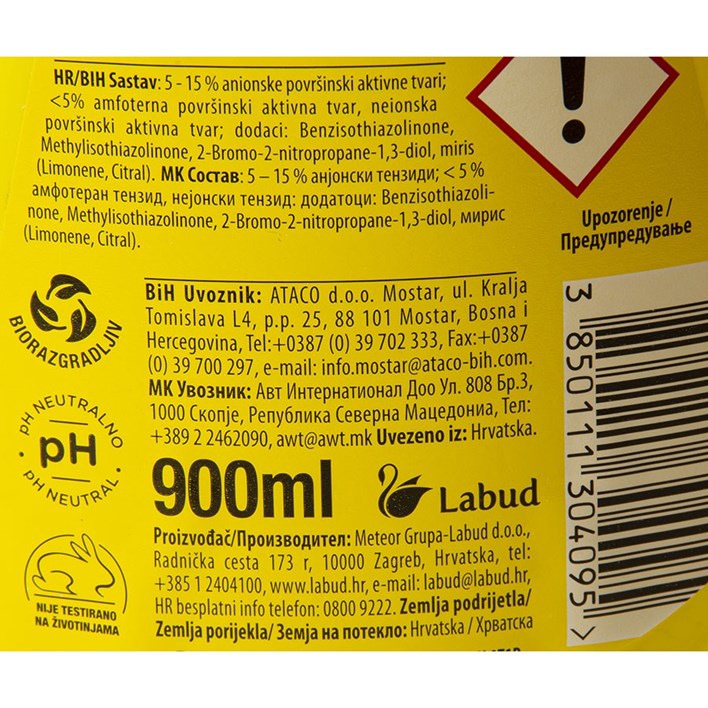 HR/BIH Sastav: 5 - 15 % anionske površinski aktivne tvari;
<5% amfoterna površinski aktivna tvar, neionska
površinski aktivna tvar; dodaci: Benzisothiazolinone,
Methylisothiazolinone, 2-Bromo-2-nitropropane-1,3-diol, miris
(Limonene, Citral). МК Состав: 5 – 15 % анјонски тензиди; < 5 %
амфотеран тензид, нејонски тензид: додатоци: Benzisothiazoli-
none, Methylisothiazolinone, 2-Bromo-2-nitropropane-1,3-diol, мирис
(Limonene, Citral).
Upozorenje /
Предупредување
BIORAZGRADLJIV
BiH Uvoznik: ATACO d.o.o. Mostar, ul. Kralja
Tomislava L4, p.p. 25, 88 101 Mostar, Bosna i
Hercegovina, Tel:+0387 (0) 39 702 333, Fax:+0387
(0) 39 700 297, e-mail: info.mostar@ataco-bih.com.
МК Увозник: Авт Интернатионал Доо Ул. 808 Бр.3,
1000 Скопје, Република Северна Македониа, Тел:
+389 2 2462090, awt@awt.mk Uvezeno iz: Hrvatska.
pH NEUTRALNO
pH
pH NEUTRAL
900ml
Labud
Proizvođač/Производител: Meteor Grupa-Labud d.o.o.,
Radnička cesta 173 r, 10000 Zagreb, Hrvatska, tel:
+385 1 2404100, www.labud.hr, e-mail: labud@labud.hr,
HR besplatni info telefon: 0800 9222. Zemlja podrijetla/
Zemlja porijekla/ Земја на потекло: Hrvatska / Хрватска
NIJE TESTIRANO
NA ŽIVOTINJAMA
3 850111 304095 >